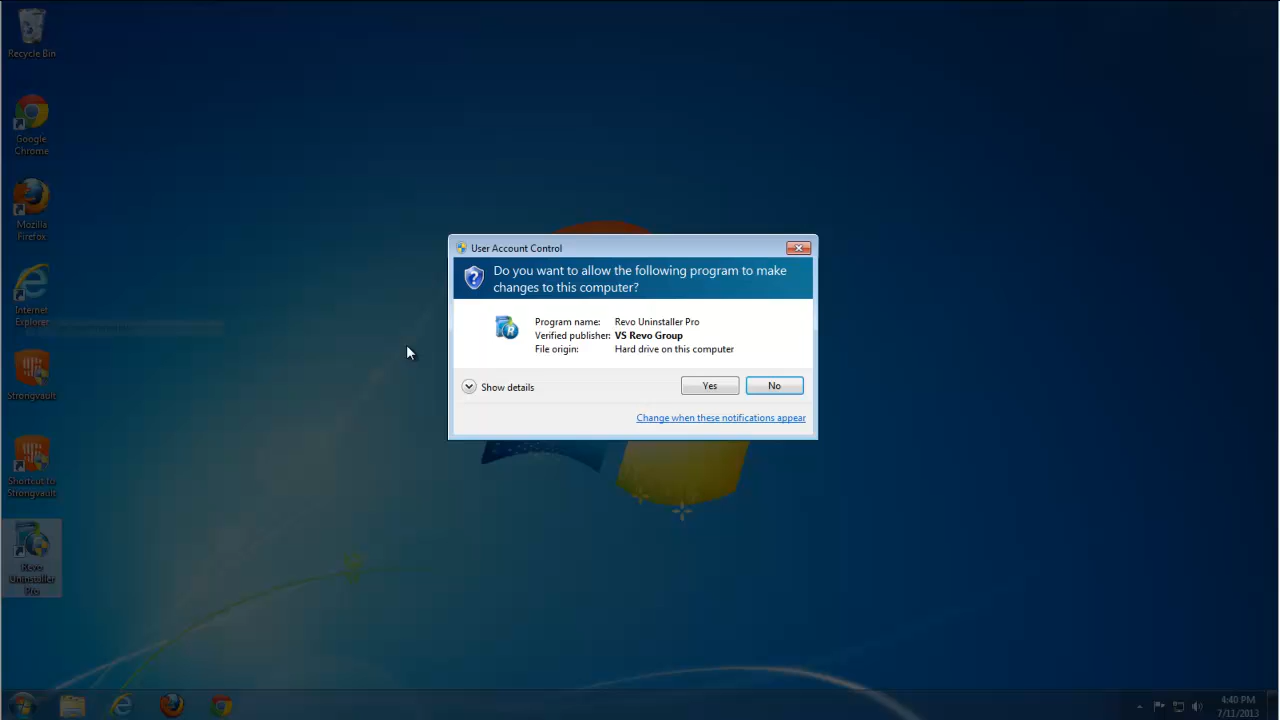 Recycle Bin
Google
Chrome
Mozilla
Firefox
Internet
Explorer
Strongvault
Shortcut to
Strongvault
Revo
Uninstaller
Pro
User Account Control
Do you want to allow the following program to make
changes to this computer?
Program name: Revo Uninstaller Pro
Verified publisher: VS Revo Group
File origin: Hard drive on this computer
Show details
Yes
No
Change when these notifications appear
4:40 PM
7/13/2013